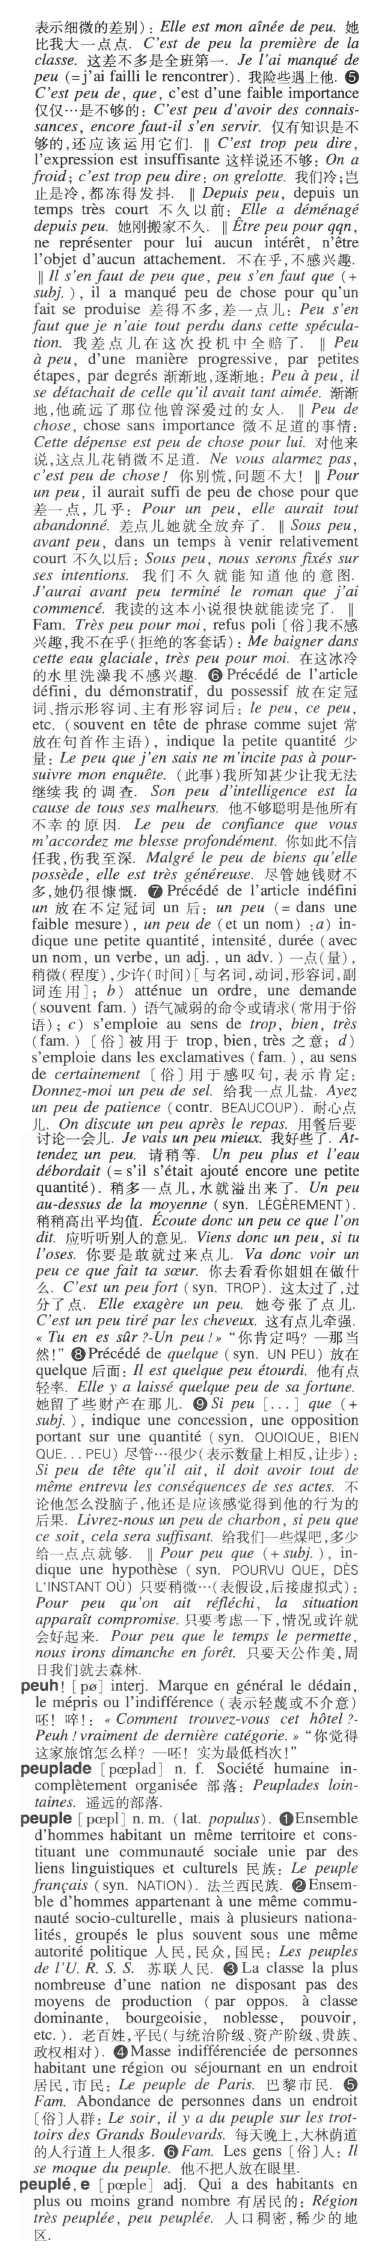 表示细微的差别)：Elle est mon aînée de peu. 她
比我大一点点. C'est de peu la première de la
classe. 这差不多是全班第一. Je l'ai manqué de
peu (=j'ai failli le rencontrer). 我险些遇上他. ❺
C'est peu de, que, c'est d'une faible importance
仅仅…是不够的：C'est peu d'avoir des connais-
sances, encore faut-il s'en servir. 仅有知识是不
够的,还应该运用它们. ‖ C'est trop peu dire,
l'expression est insuffisante 这样说还不够：On a
froid; c'est trop peu dire: on grelotte. 我们冷;岂
止是冷,都冻得发抖. ‖ Depuis peu, depuis un
temps très court 不久以前：Elle a déménagé
depuis peu. 她刚搬家不久. ‖ Être peu pour qqn,
ne représenter pour lui aucun intérêt, n'être
l'objet d'aucun attachement. 不在乎,不感兴趣.
‖ Il s'en faut de peu que, peu s'en faut que (+
subj.), il a manqué peu de chose pour qu'un
fait se produise 差得不多,差一点儿：Peu s'en
faut que je n'aie tout perdu dans cette spécula-
tion. 我差点儿在这次投机中全赔了. ‖ Peu
à peu, d'une manière progressive, par petites
étapes, par degrés 渐渐地,逐渐地：Peu à peu, il
se détachait de celle qu'il avait tant aimée. 渐渐
地,他疏远了那位他曾深爱过的女人. ‖ Peu de
chose, chose sans importance 微不足道的事情：
Cette dépense est peu de chose pour lui. 对他来
说,这点儿花销微不足道. Ne vous alarmez pas,
c'est peu de chose! 你别慌,问题不大! ‖ Pour
un peu, il aurait suffi de peu de chose pour que
差一点,几乎：Pour un peu, elle aurait tout
abandonné. 差点儿她就全放弃了. ‖ Sous peu,
avant peu, dans un temps à venir relativement
court 不久以后：Sous peu, nous serons fixés sur
ses intentions. 我们不久就能知道他的意图.
J'aurai avant peu terminé le roman que j'ai
commencé. 我读的这本小说很快就能读完了. ‖
Fam. Très peu pour moi, refus poli〔俗〕我不感
兴趣,我不在乎(拒绝的客套话)：Me baigner dans
cette eau glaciale, très peu pour moi. 在这冰冷
的水里洗澡我不感兴趣. ❻ Précédé de l'article
défini, du démonstratif, du possessif 放在定冠
词、指示形容词、主有形容词后：le peu, ce peu,
etc. (souvent en tête de phrase comme sujet 常
放在句首作主语), indique la petite quantité 少
量：Le peu que j'en sais ne m'incite pas à pour-
suivre mon enquête. (此事)我所知甚少让我无法
继续我的调查. Son peu d'intelligence est la
cause de tous ses malheurs. 他不够聪明是他所有
不幸的原因. Le peu de confiance que vous
m'accordez me blesse profondément. 你如此不信
任我,伤我至深. Malgré le peu de biens qu'elle
possède, elle est très généreuse. 尽管她钱财不
多,她仍很慷慨. ❼ Précédé de l'article indéfini
un 放在不定冠词 un 后：un peu (= dans une
faible mesure), un peu de (et un nom) :a) in-
dique une petite quantité, intensité, durée (avec
un nom, un verbe, un adj., un adv.) 一点(量),
稍微(程度),少许(时间)[与名词,动词,形容词,副
词连用]; b) atténue un ordre, une demande
(souvent fam.) 语气减弱的命令或请求(常用于俗
语); c) s'emploie au sens de trop, bien, très
(fam.)〔俗〕被用于 trop, bien, très 之意; d)
s'emploie dans les exclamatives (fam.), au sens
de certainement〔俗〕用于感叹句,表示肯定：
Donnez-moi un peu de sel. 给我一点儿盐. Ayez
un peu de patience (contr. BEAUCOUP). 耐心点
儿. On discute un peu après le repas. 用餐后要
讨论一会儿. Je vais un peu mieux. 我好些了. At-
tendez un peu. 请稍等. Un peu plus et l'eau
débordait (= s'il s'était ajouté encore une petite
quantité). 稍多一点儿,水就溢出来了. Un peu
au-dessus de la moyenne (syn. LÉGÈREMENT).
稍稍高出平均值. Écoute donc un peu ce que l'on
dit. 应听听别人的意见. Viens donc un peu, si tu
l'oses. 你要是敢就过来点儿. Va donc voir un
peu ce que fait ta sœur. 你去看看你姐姐在做什
么. C'est un peu fort (syn. TROP). 这太过了,过
分了点. Elle exagère un peu. 她夸张了点儿.
C'est un peu tiré par les cheveux. 这有点儿牵强.
« Tu en es sûr?-Un peu!» “你肯定吗? —那当
然!” ❽ Précédé de quelque (syn. UN PEU) 放在
quelque 后面：Il est quelque peu étourdi. 他有点
轻率. Elle y a laissé quelque peu de sa fortune.
她留了些财产在那儿. ❾ Si peu [...] que (+
subj.), indique une concession, une opposition
portant sur une quantité (syn. QUOIQUE, BIEN
QUE... PEU) 尽管…很少(表示数量上相反,让步)：
Si peu de tête qu'il ait, il doit avoir tout de
même entrevu les conséquences de ses actes. 不
论他怎么没脑子,他还是应该感觉得到他的行为的
后果. Livrez-nous un peu de charbon, si peu que
ce soit, cela sera suffisant. 给我们一些煤吧,多少
给一点点就够. ‖ Pour peu que (+subj.), in-
dique une hypothèse (syn. POURVU QUE, DÈS
L'INSTANT OÙ) 只要稍微…(表假设,后接虚拟式)：
Pour peu qu'on ait réfléchi, la situation
apparaît compromise. 只要考虑一下,情况或许就
会好起来. Pour peu que le temps le permette,
nous irons dimanche en forêt. 只要天公作美,周
日我们就去森林.
peuh! [pø] interj. Marque en général le dédain,
le mépris ou l'indifférence (表示轻蔑或不介意)
呸! 啐!：« Comment trouvez-vous cet hôtel?-
Peuh! vraiment de dernière catégorie.» “你觉得
这家旅馆怎么样? —呸! 实为最低档次!”
peuplade [pœplad] n. f. Société humaine in-
complètement organisée 部落：Peuplades loin-
taines. 遥远的部落.
peuple [pœpl] n. m. (lat. populus). ❶Ensemble
d'hommes habitant un même territoire et cons-
tituant une communauté sociale unie par des
liens linguistiques et culturels 民族：Le peuple
français (syn. NATION). 法兰西民族. ❷Ensem-
ble d'hommes appartenant à une même commu-
nauté socio-culturelle, mais à plusieurs nationa-
lités, groupés le plus souvent sous une même
autorité politique 人民,民众,国民：Les peuples
de l'U. R. S. S. 苏联人民. ❸La classe la plus
nombreuse d'une nation ne disposant pas des
moyens de production (par oppos. à classe
dominante, bourgeoisie, noblesse, pouvoir,
etc.). 老百姓,平民(与统治阶级、资产阶级、贵族、
政权相对). ❹Masse indifférenciée de personnes
habitant une région ou séjournant en un endroit
居民,市民：Le peuple de Paris. 巴黎市民. ❺
Fam. Abondance de personnes dans un endroit
〔俗〕人群：Le soir, il y a du peuple sur les trot-
toirs des Grands Boulevards. 每天晚上,大林荫道
的人行道上人很多. ❻Fam. Les gens〔俗〕人：Il
se moque du peuple. 他不把人放在眼里.
peuplé, e [pœple] adj. Qui a des habitants en
plus ou moins grand nombre 有居民的：Région
très peuplée, peu peuplée. 人口稠密,稀少的地
区.